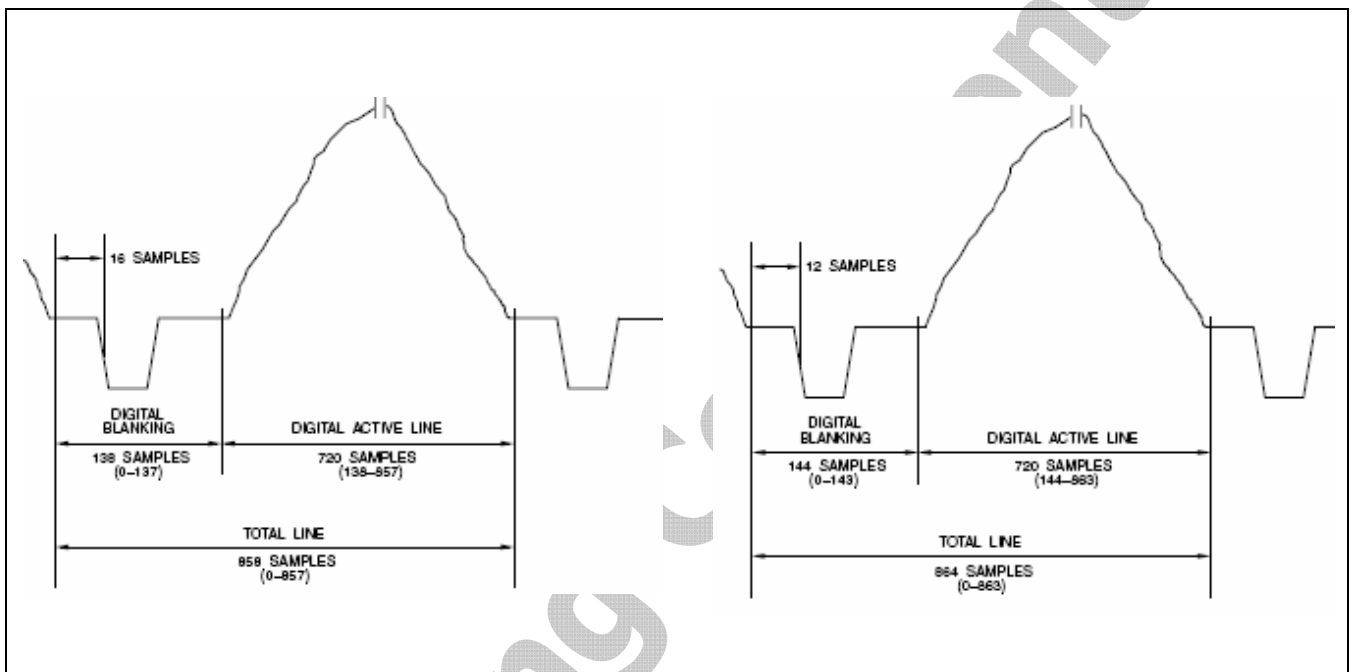 16 SAMPLES
DIGITAL
BLANKING
DIGITAL ACTIVE LINE
138 SAMPLES
(0–137)
720 SAMPLES
(138–857)
TOTAL LINE
858 SAMPLES
(0–857)
12 SAMPLES
DIGITAL
BLANKING
DIGITAL ACTIVE LINE
144 SAMPLES
(0–143)
720 SAMPLES
(144–863)
TOTAL LINE
864 SAMPLES
(0–863)